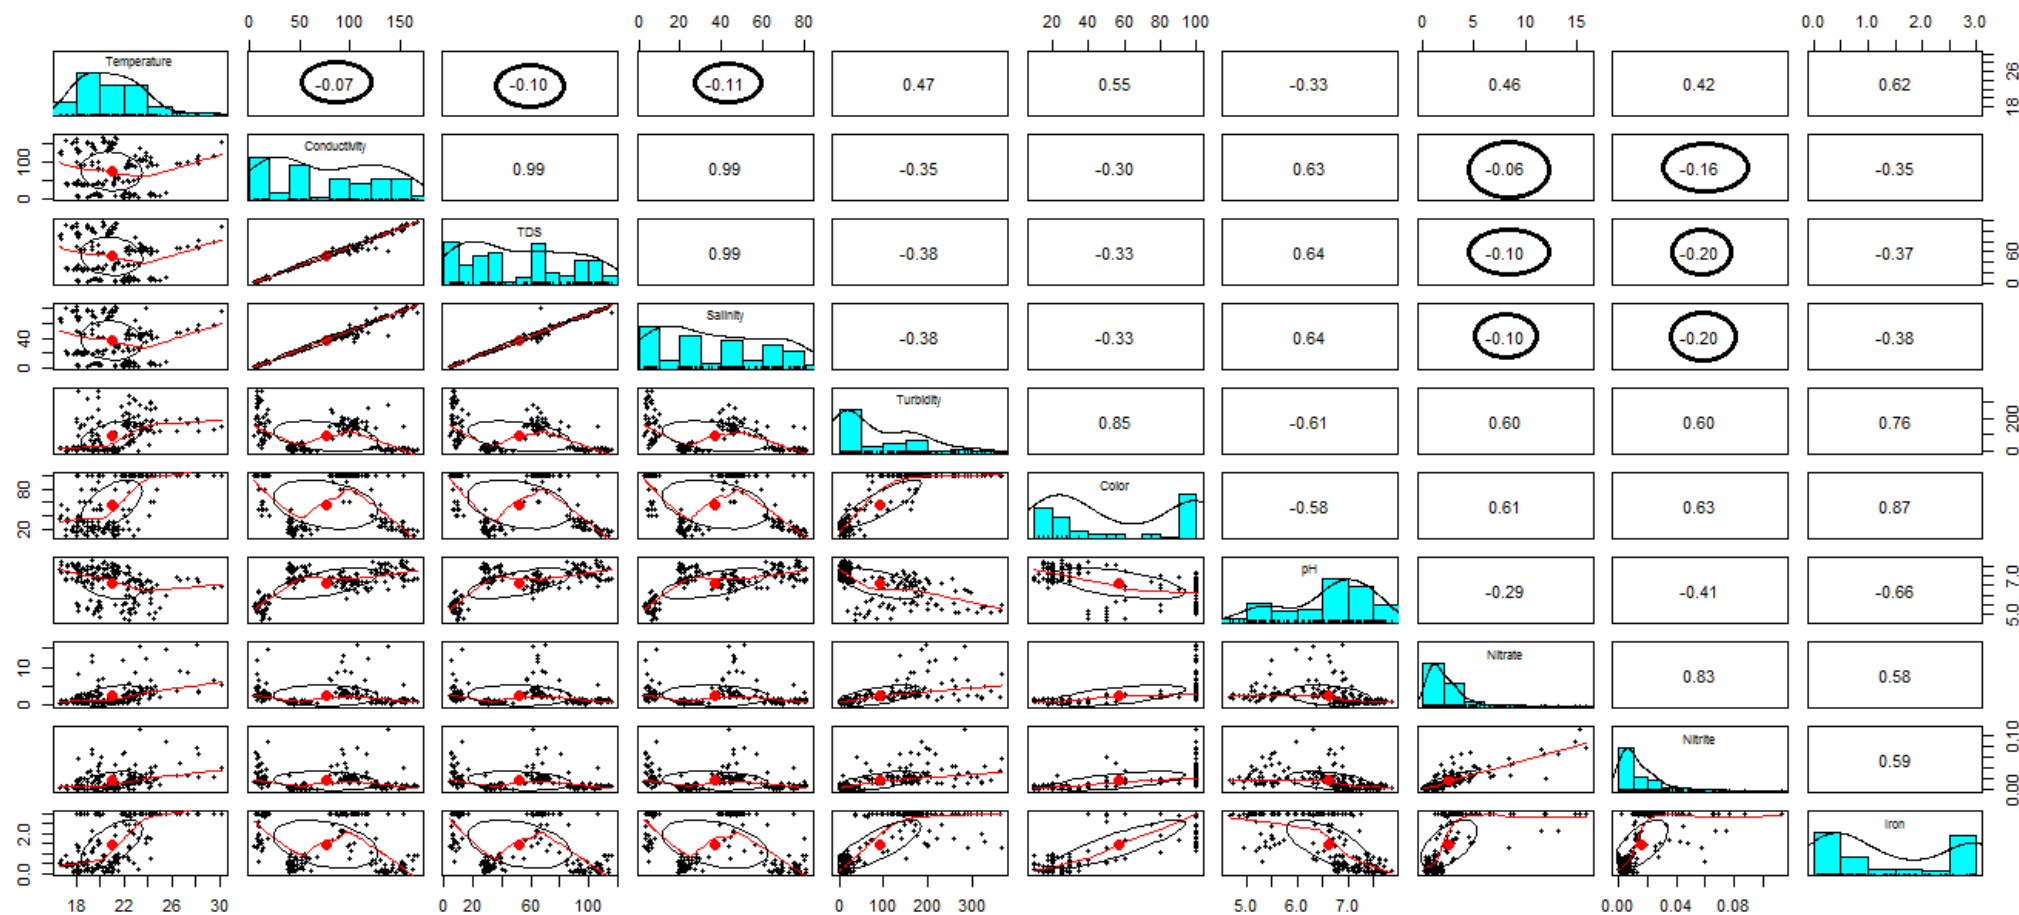 0 50 100 150 0 20 40 60 80 20 40 60 80 100 0 5 10 15 0.0 1.0 2.0 3.0
Temperature -0.07 -0.10 -0.11 0.47 0.55 -0.33 0.46 0.42 0.62 18 26
0 100 Conductivity 0.99 0.99 -0.35 -0.30 0.63 -0.06 -0.16 -0.35
TDS 0.99 -0.38 -0.33 0.64 -0.10 -0.20 -0.37 0 60
0 40 Salinity -0.38 -0.33 0.64 -0.10 -0.20 -0.38
Turbidity 0.85 -0.61 0.60 0.60 0.76 0 200
20 80 Color -0.58 0.61 0.63 0.87
pH -0.29 -0.41 -0.66 5.0 7.0
0 10 Nitrate 0.83 0.58
Nitrite 0.59 0.00 0.10
0.0 2.0 Iron
18 22 26 30 0 20 60 100 0 100 200 300 5.0 6.0 7.0 0.00 0.04 0.08